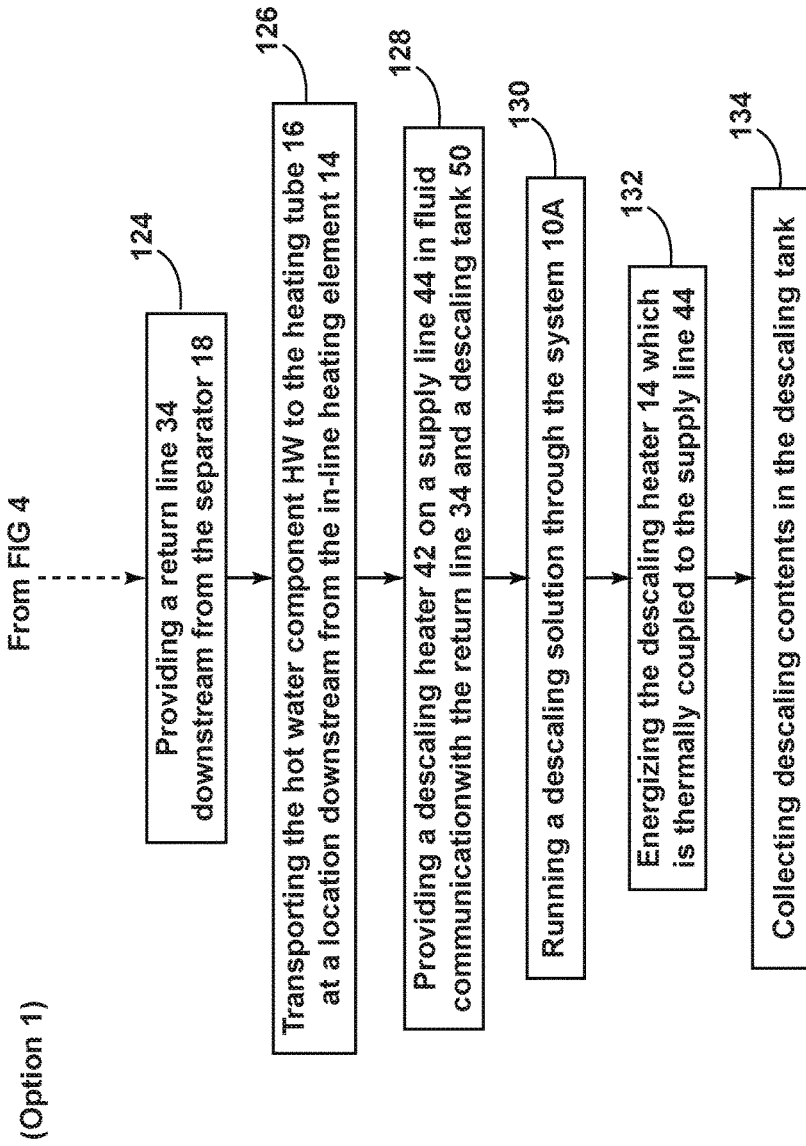 (Option 1)
From FIG 4
124
Providing a return line 34
downstream from the separator 18
126
Transporting the hot water component HW to the heating tube 16
at a location downstream from the in-line heating element 14
128
Providing a descaling heater 42 on a supply line 44 in fluid
communicationwith the return line 34 and a descaling tank 50
130
Running a descaling solution through the system 10A
132
Energizing the descaling heater 14 which
is thermally coupled to the supply line 44
134
Collecting descaling contents in the descaling tank